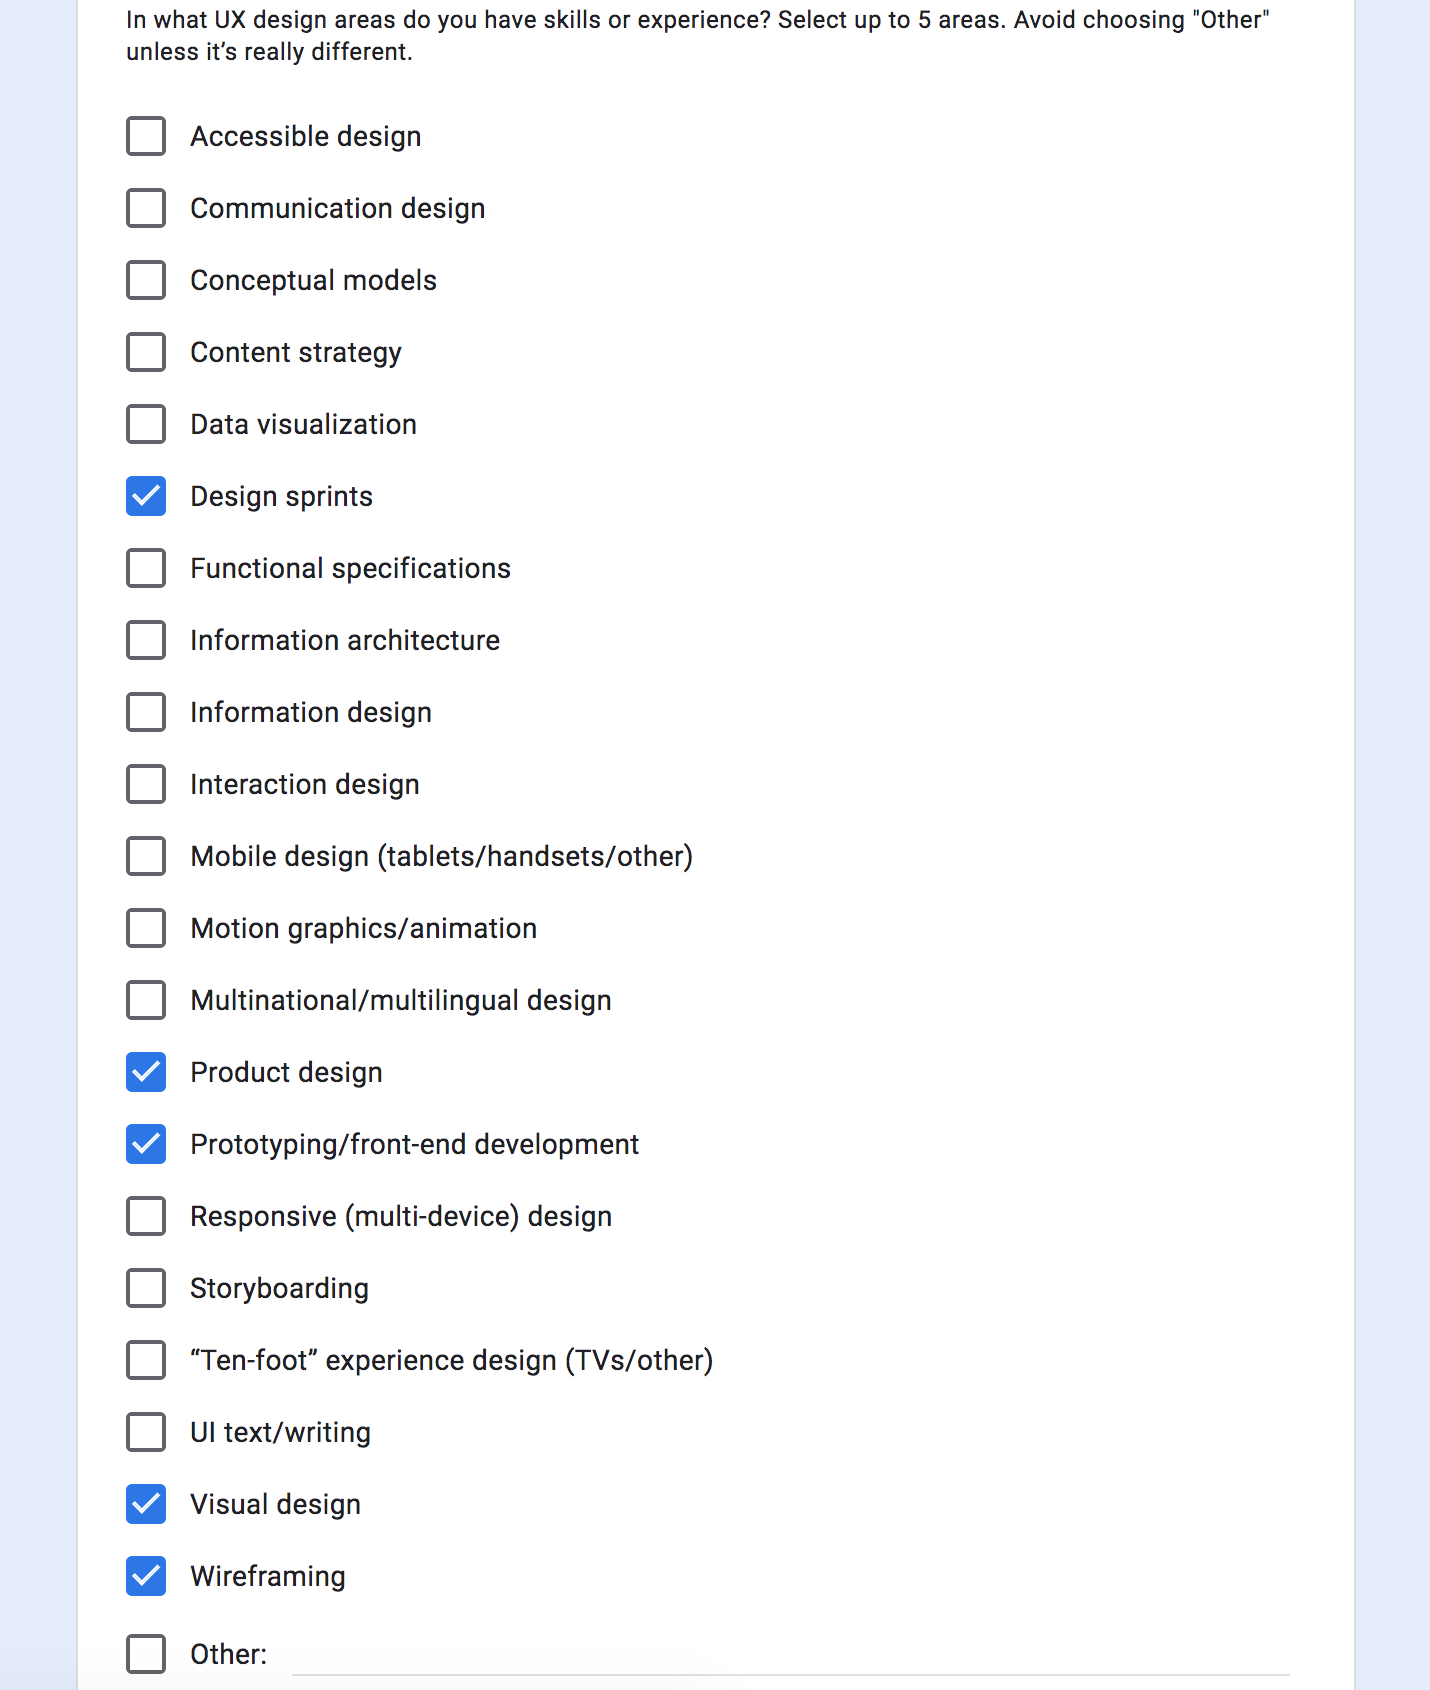 In what UX design areas do you have skills or experience? Select up to 5 areas. Avoid choosing "Other"
unless it’s really different.
Accessible design
Communication design
Conceptual models
Content strategy
Data visualization
Design sprints
Functional specifications
Information architecture
Information design
Interaction design
Mobile design (tablets/handsets/other)
Motion graphics/animation
Multinational/multilingual design
Product design
Prototyping/front-end development
Responsive (multi-device) design
Storyboarding
“Ten-foot” experience design (TVs/other)
UI text/writing
Visual design
Wireframing
Other: